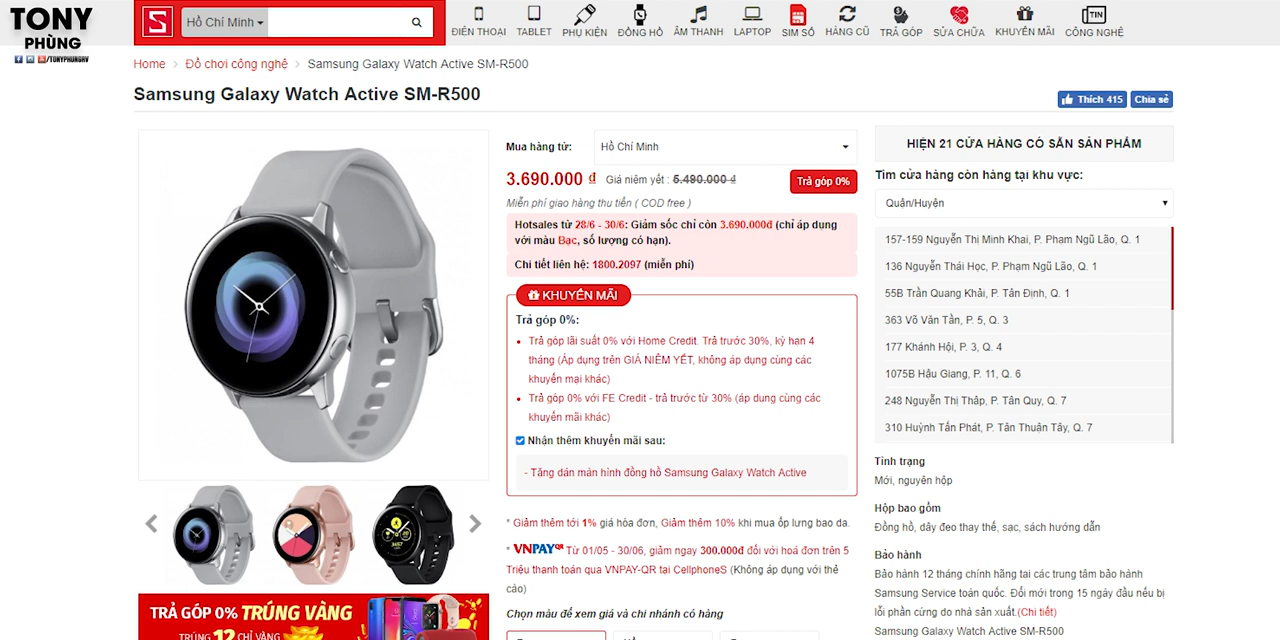 TONY
PHÙNG
/TONYPHUNGRV
S
Hồ Chí Minh
ĐIỆN THOẠI
TABLET
PHỤ KIỆN
ĐỒNG HỒ
ÂM THANH
LAPTOP
SIM SỐ
HÀNG CŨ
TRẢ GÓP
SỬA CHỮA
KHUYẾN MÃI
TIN
CÔNG NGHỆ
Home > Đồ chơi công nghệ > Samsung Galaxy Watch Active SM-R500
Samsung Galaxy Watch Active SM-R500
Thích 415
Chia sẻ
Mua hàng từ:
Hồ Chí Minh
3.690.000 ₫
Giá niêm yết : 5.490.000 ₫
Trả góp 0%
Miễn phí giao hàng thu tiền ( COD free )
Hotsales từ 28/6 - 30/6: Giảm sốc chỉ còn 3.690.000đ (chỉ áp dụng
với màu Bạc, số lượng có hạn).
Chi tiết liên hệ: 1800.2097 (miễn phí)
KHUYẾN MÃI
Trả góp 0%:
• Trả góp lãi suất 0% với Home Credit. Trả trước 30%, kỳ hạn 4
tháng (Áp dụng trên GIÁ NIÊM YẾT, không áp dụng cùng các
khuyến mại khác)
• Trả góp 0% với FE Credit - trả trước từ 30% (áp dụng cùng các
khuyến mãi khác)
Nhận thêm khuyến mãi sau:
- Tặng dán màn hình đồng hồ Samsung Galaxy Watch Active
* Giảm thêm tới 1% giá hóa đơn, Giảm thêm 10% khi mua ốp lưng bao da.
* VNPAYQR Từ 01/05 - 30/06, giảm ngay 300.000đ đối với hoá đơn trên 5
Triệu thanh toán qua VNPAY-QR tại CellphoneS (Không áp dụng với thẻ
cào)
Chọn màu để xem giá và chi nhánh có hàng
HIỆN 21 CỬA HÀNG CÓ SẴN SẢN PHẨM
Tìm cửa hàng còn hàng tại khu vực:
Quận/Huyện
157-159 Nguyễn Thị Minh Khai, P. Phạm Ngũ Lão, Q. 1
136 Nguyễn Thái Học, P. Phạm Ngũ Lão, Q. 1
55B Trần Quang Khải, P. Tân Định, Q. 1
363 Võ Văn Tần, P. 5, Q. 3
177 Khánh Hội, P. 3, Q. 4
1075B Hậu Giang, P. 11, Q. 6
248 Nguyễn Thị Thập, P. Tân Quy, Q. 7
310 Huỳnh Tấn Phát, P. Tân Thuận Tây, Q. 7
Tình trạng
Mới, nguyên hộp
Hộp bao gồm
Đồng hồ, dây đeo thay thế, sạc, sách hướng dẫn
Bảo hành
Bảo hành 12 tháng chính hãng tại các trung tâm bảo hành
Samsung Service toàn quốc. Đổi mới trong 15 ngày đầu nếu bị
lỗi phần cứng do nhà sản xuất.(Chi tiết)
Samsung Galaxy Watch Active SM-R500
TRẢ GÓP 0% TRÚNG VÀNG
TRÚNG 12 CHỈ VÀNG